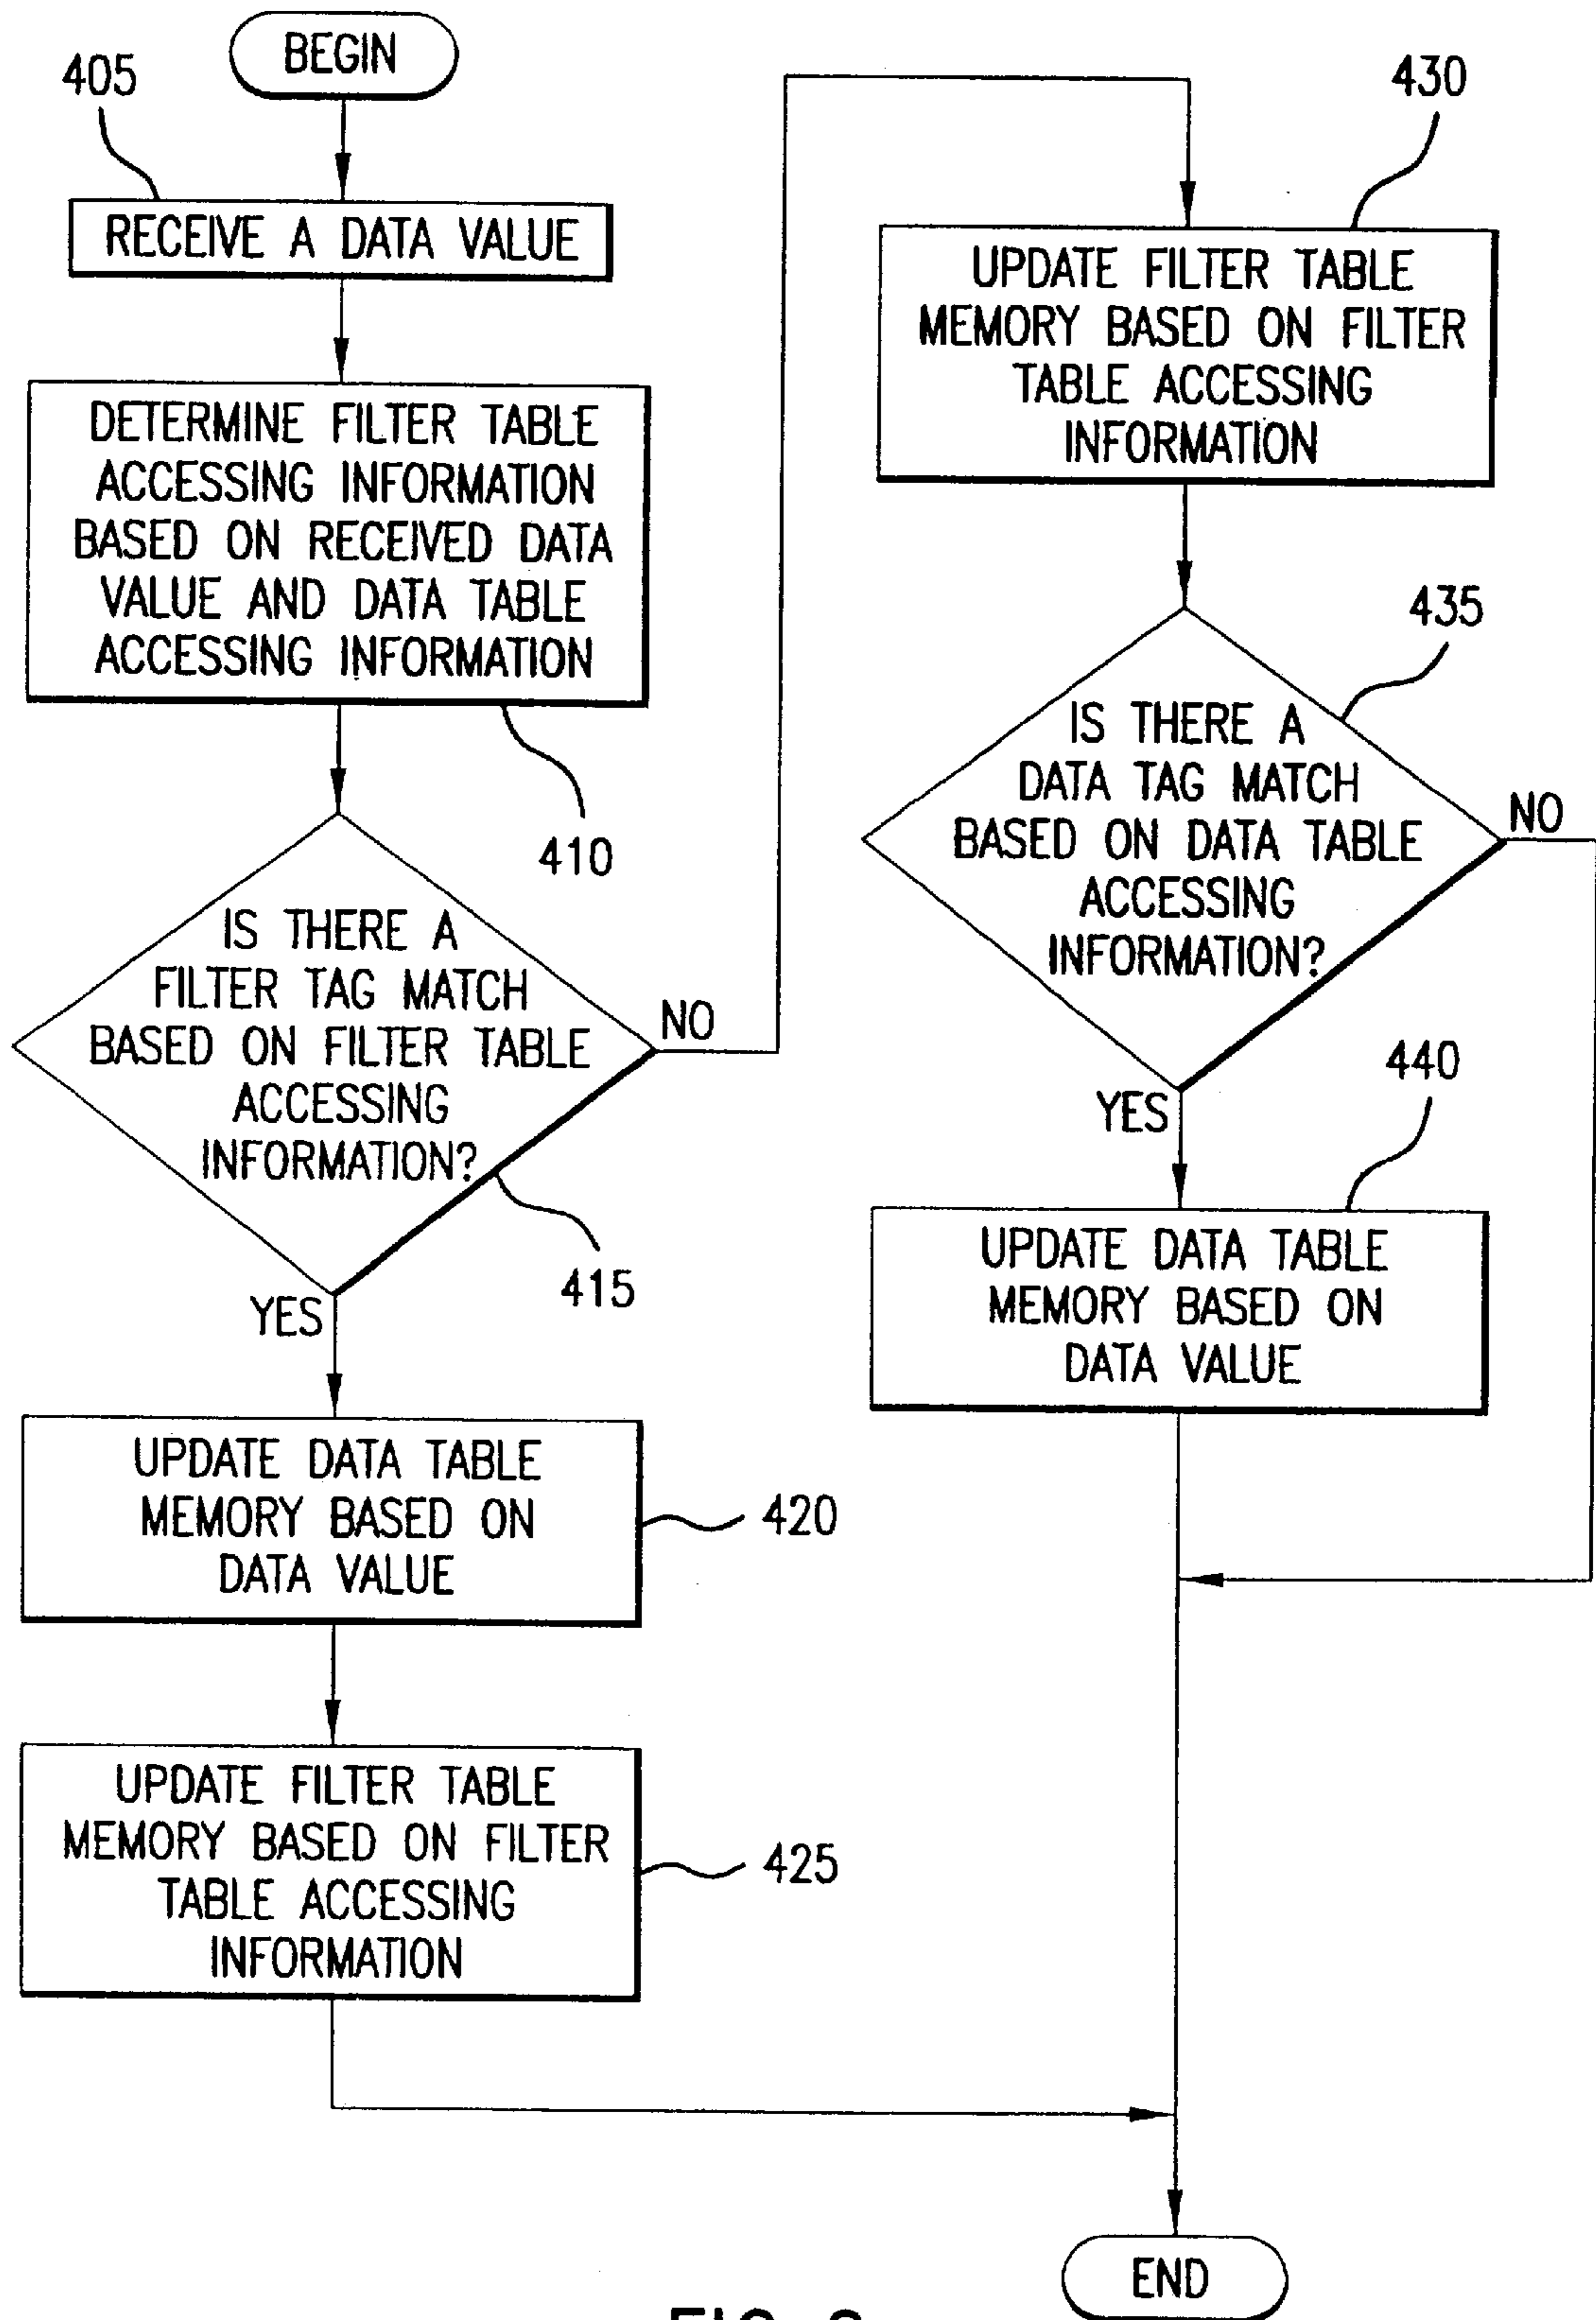 BEGIN
405
RECEIVE A DATA VALUE
DETERMINE FILTER TABLE
ACCESSING INFORMATION
BASED ON RECEIVED DATA
VALUE AND DATA TABLE
ACCESSING INFORMATION
410
IS THERE A
FILTER TAG MATCH
BASED ON FILTER TABLE
ACCESSING
INFORMATION?
NO
415
YES
UPDATE DATA TABLE
MEMORY BASED ON
DATA VALUE
420
UPDATE FILTER TABLE
MEMORY BASED ON FILTER
TABLE ACCESSING
INFORMATION
425
430
UPDATE FILTER TABLE
MEMORY BASED ON FILTER
TABLE ACCESSING
INFORMATION
435
IS THERE A
DATA TAG MATCH
BASED ON DATA TABLE
ACCESSING
INFORMATION?
NO
YES
440
UPDATE DATA TABLE
MEMORY BASED ON
DATA VALUE
END